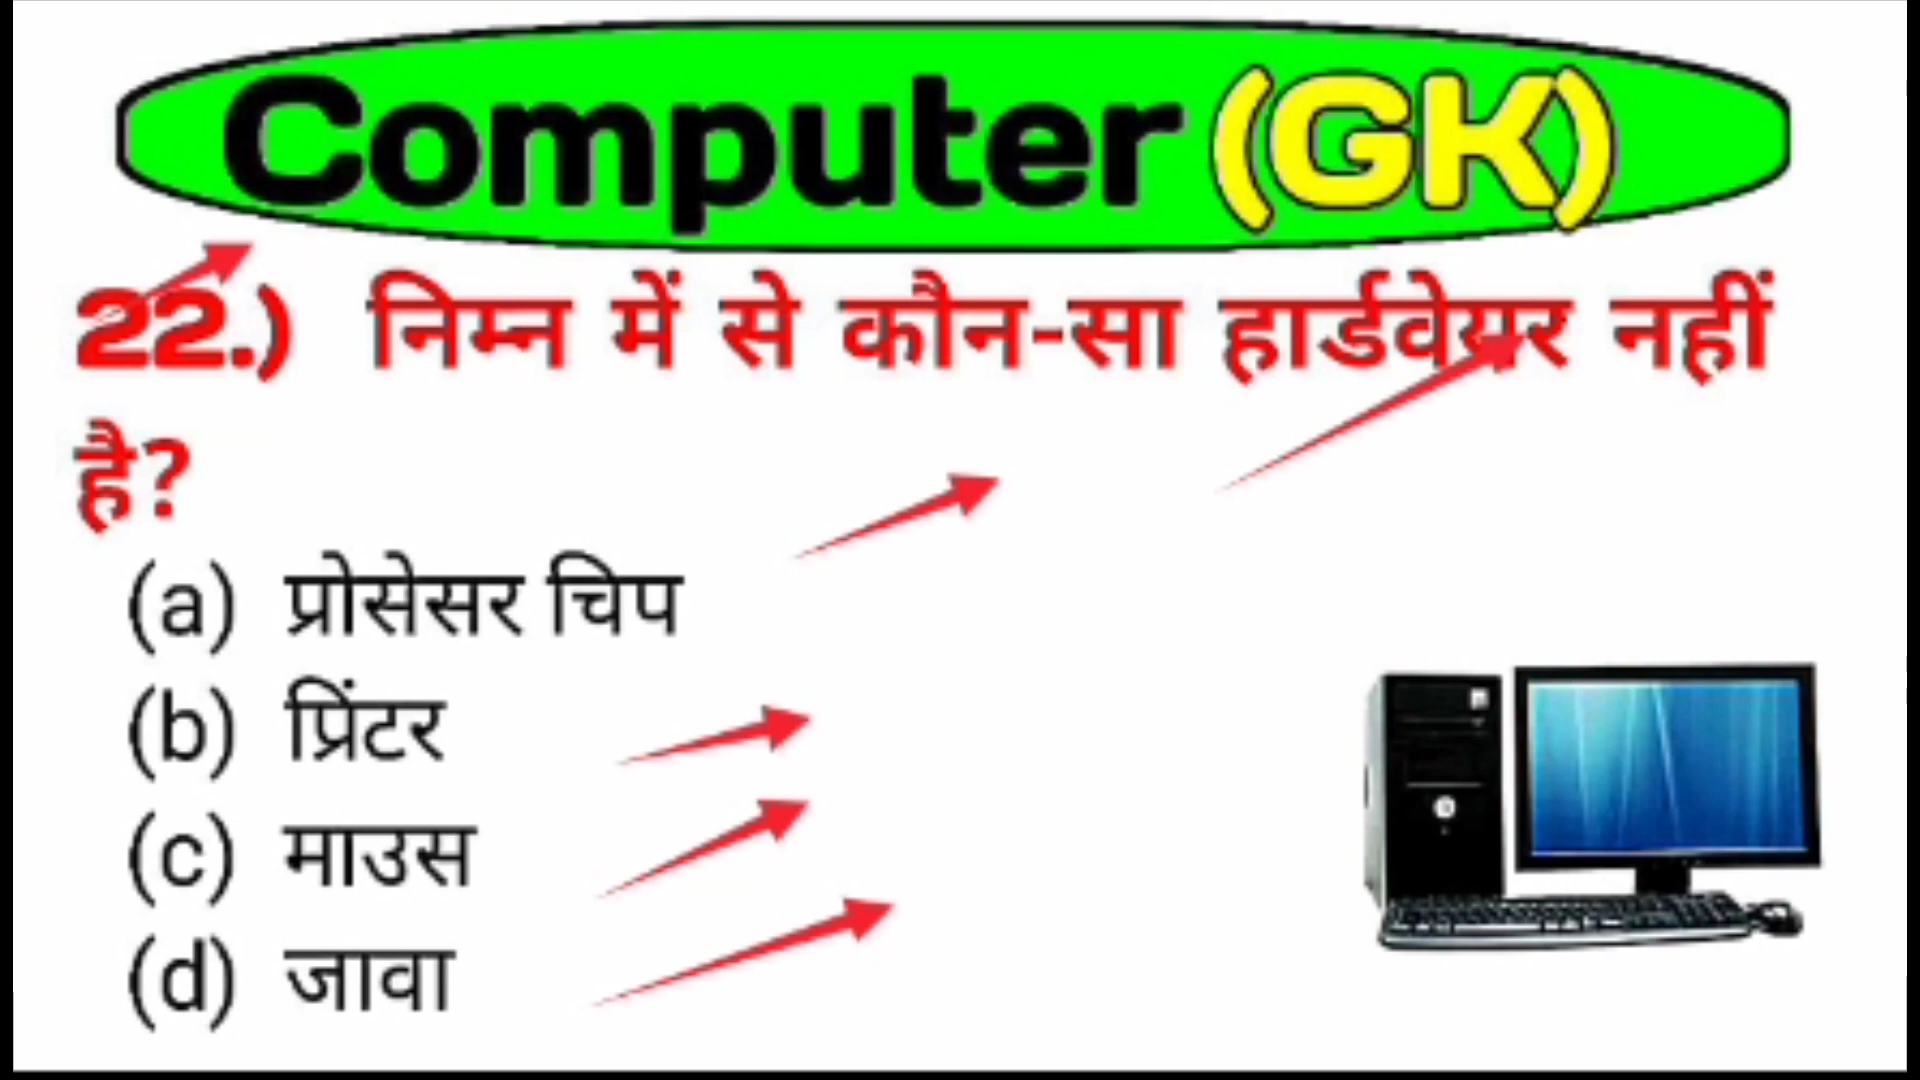 Computer (GK)
22.) निम्न में से कौन-सा हार्डवेयर नहीं
है?
(a) प्रोसेसर चिप
(b) प्रिंटर
(c) माउस
(d) जावा